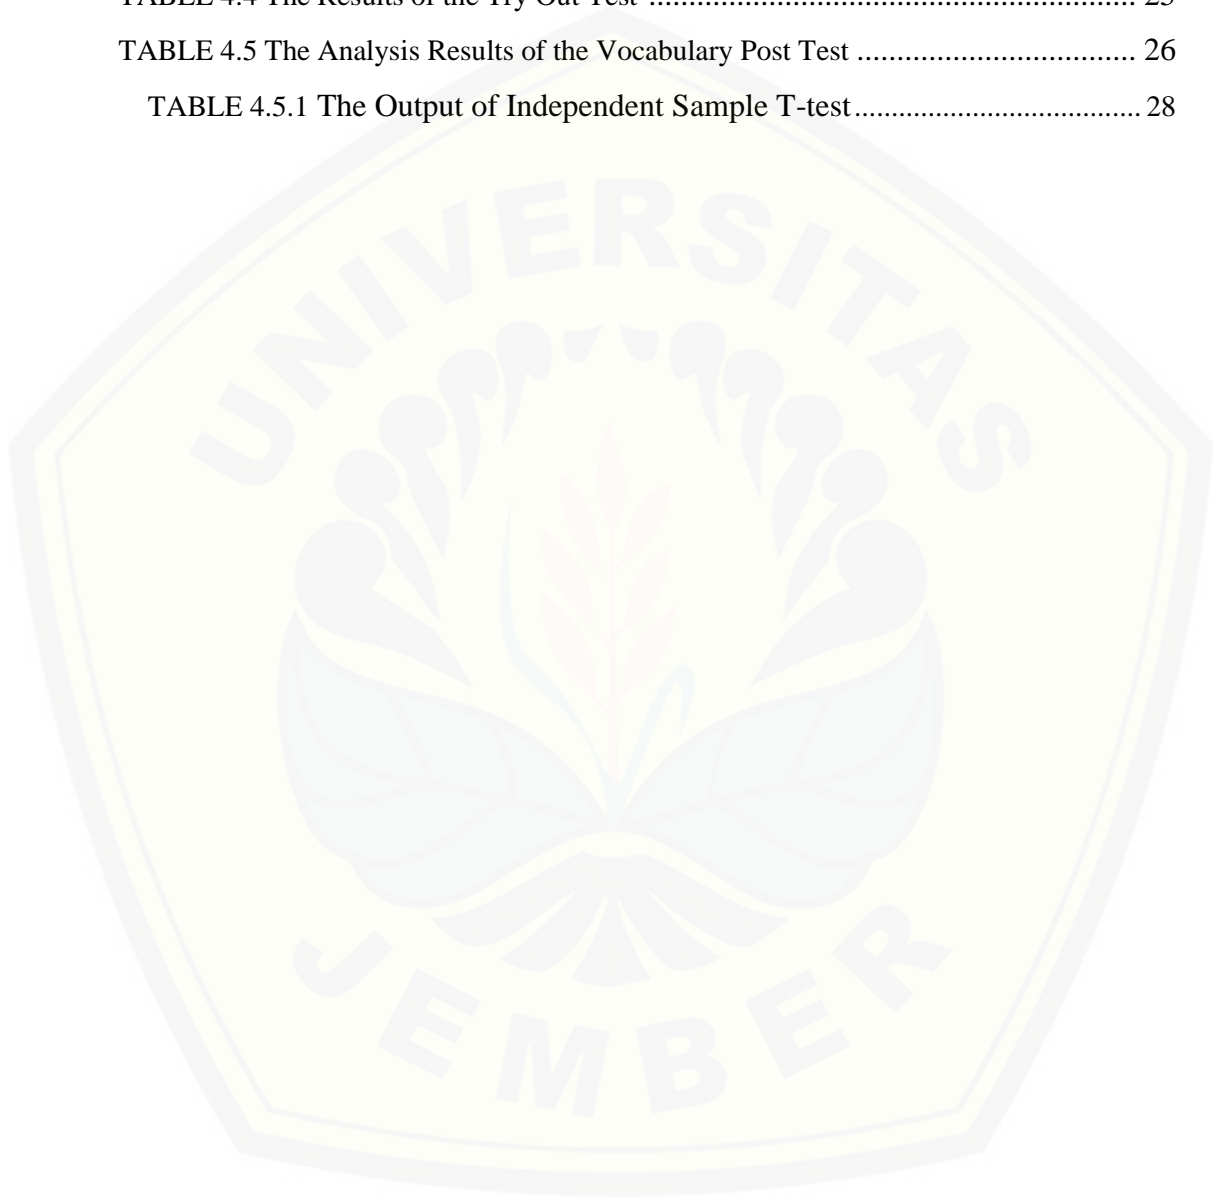 TABLE 4.4 The Results of the Try Out Test .................................................................. 25
TABLE 4.5 The Analysis Results of the Vocabulary Post Test .................................. 26
TABLE 4.5.1 The Output of Independent Sample T-test ....................................... 28
UNIVERSITAS
JEMBER